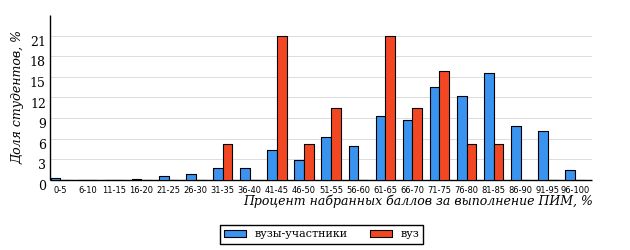 Доля студентов, %
21
18
15
12
9
6
3
0
0-5 6-10 11-15 16-20 21-25 26-30 31-35 36-40 41-45 46-50 51-55 56-60 61-65 66-70 71-75 76-80 81-85 86-90 91-95 96-100
Процент набранных баллов за выполнение ПИМ, %
вузы-участники вуз